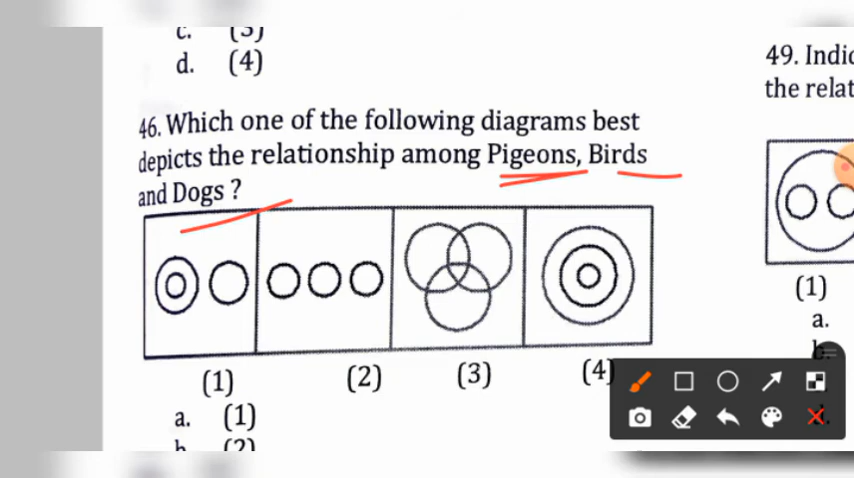 d. (4)
46. Which one of the following diagrams best
depicts the relationship among Pigeons, Birds
and Dogs ?
(1) (2) (3) (4)
a. (1)
49. Indic
the relat
(1)
a.